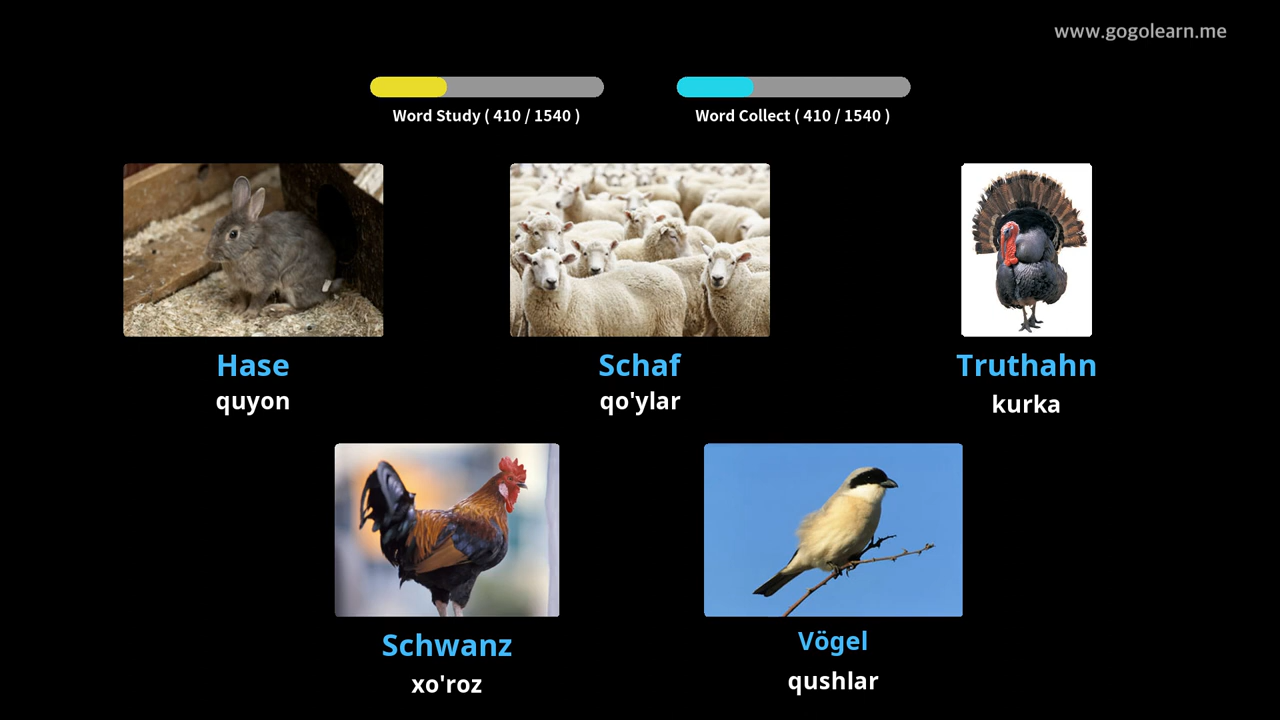 www.gogolearn.me
Word Study ( 410 / 1540 )
Word Collect ( 410 / 1540 )
Hase
quyon
Schaf
qo'ylar
Truthahn
kurka
Schwanz
xo'roz
Vögel
qushlar